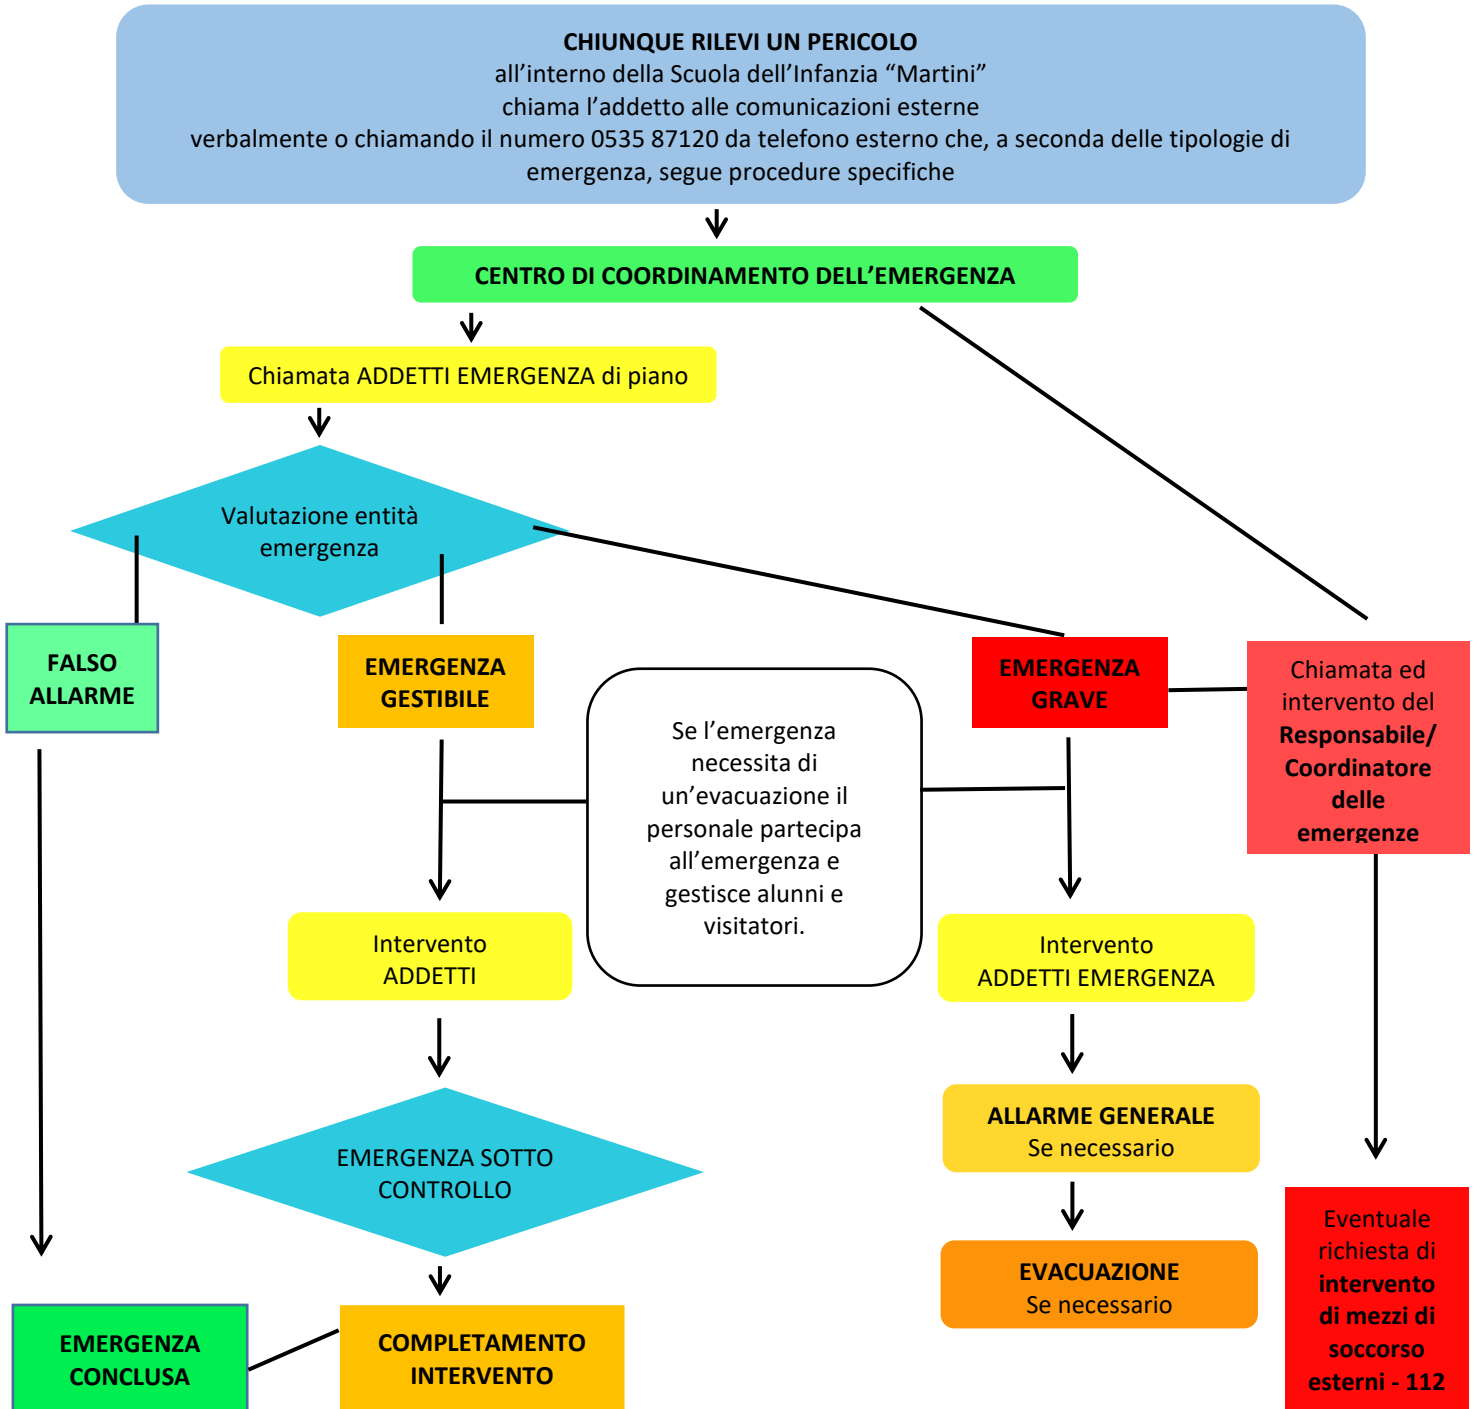 CHIUNQUE RILEVI UN PERICOLO
all’interno della Scuola dell’Infanzia “Martini”
chiama l’addetto alle comunicazioni esterne
verbalmente o chiamando il numero 0535 87120 da telefono esterno che, a seconda delle tipologie di
emergenza, segue procedure specifiche
CENTRO DI COORDINAMENTO DELL’EMERGENZA
Chiamata ADDETTI EMERGENZA di piano
Valutazione entità
emergenza
FALSO
ALLARME
EMERGENZA
GESTIBILE
Se l’emergenza
necessita di
un’evacuazione il
personale partecipa
all’emergenza e
gestisce alunni e
visitatori.
EMERGENZA
GRAVE
Chiamata ed
intervento del
Responsabile/
Coordinatore
delle
emergenze
Intervento
ADDETTI
Intervento
ADDETTI EMERGENZA
EMERGENZA SOTTO
CONTROLLO
ALLARME GENERALE
Se necessario
EVACUAZIONE
Se necessario
Eventuale
richiesta di
intervento
di mezzi di
soccorso
esterni - 112
EMERGENZA
CONCLUSA
COMPLETAMENTO
INTERVENTO